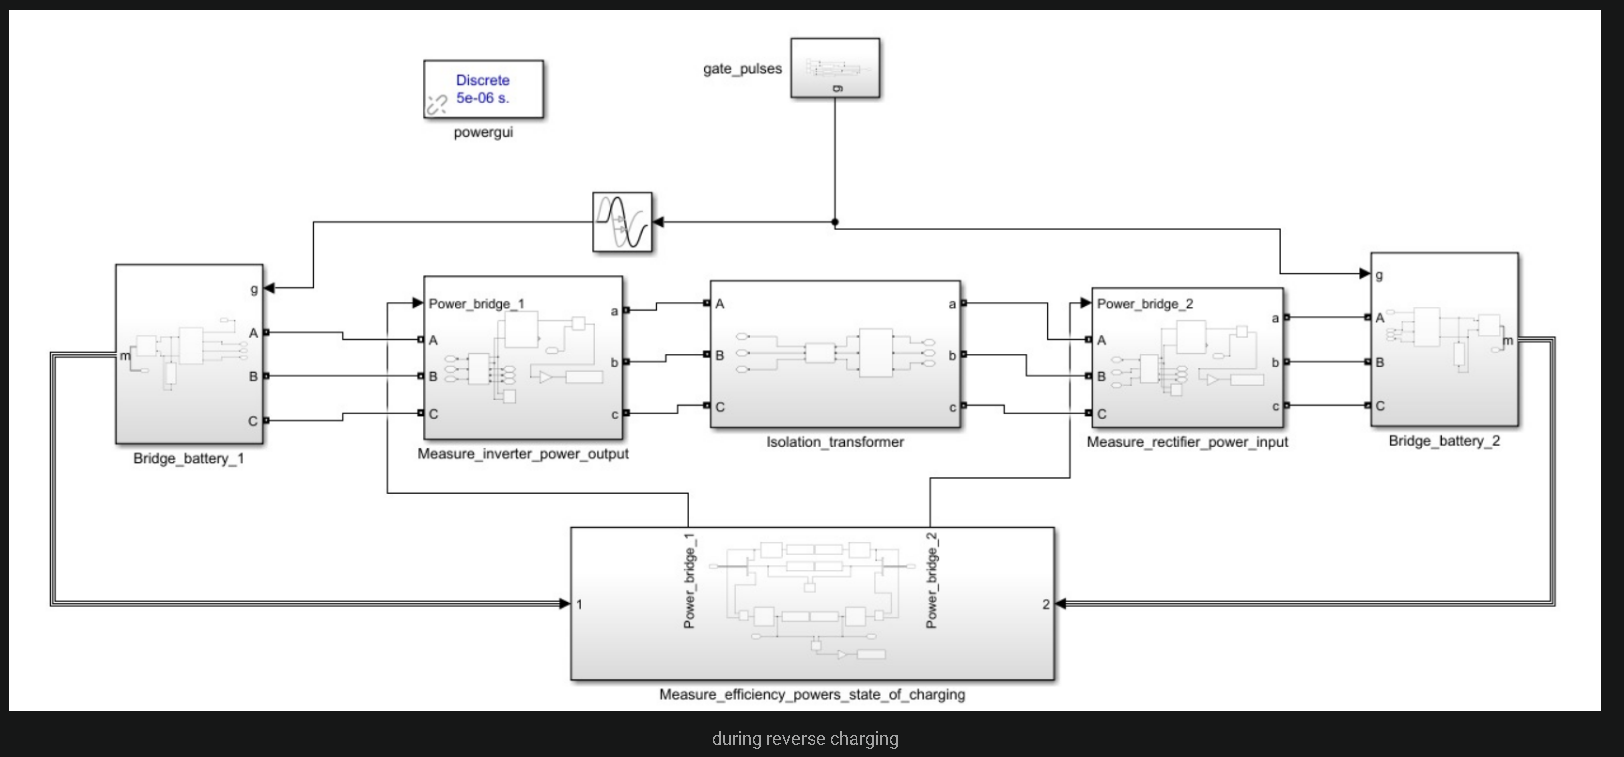 gate_pulses
g
Discrete
5e-06 s.
powergui
g
A
m
B
C
Bridge_battery_1
Power_bridge_1
a
A
b
B
c
C
Measure_inverter_power_output
A
a
B
b
C
c
Isolation_transformer
Power_bridge_2
a
A
b
B
c
C
Measure_rectifier_power_input
g
A
m
B
C
Bridge_battery_2
Power_bridge_1
Power_bridge_2
1
2
Measure_efficiency_powers_state_of_charging
during reverse charging